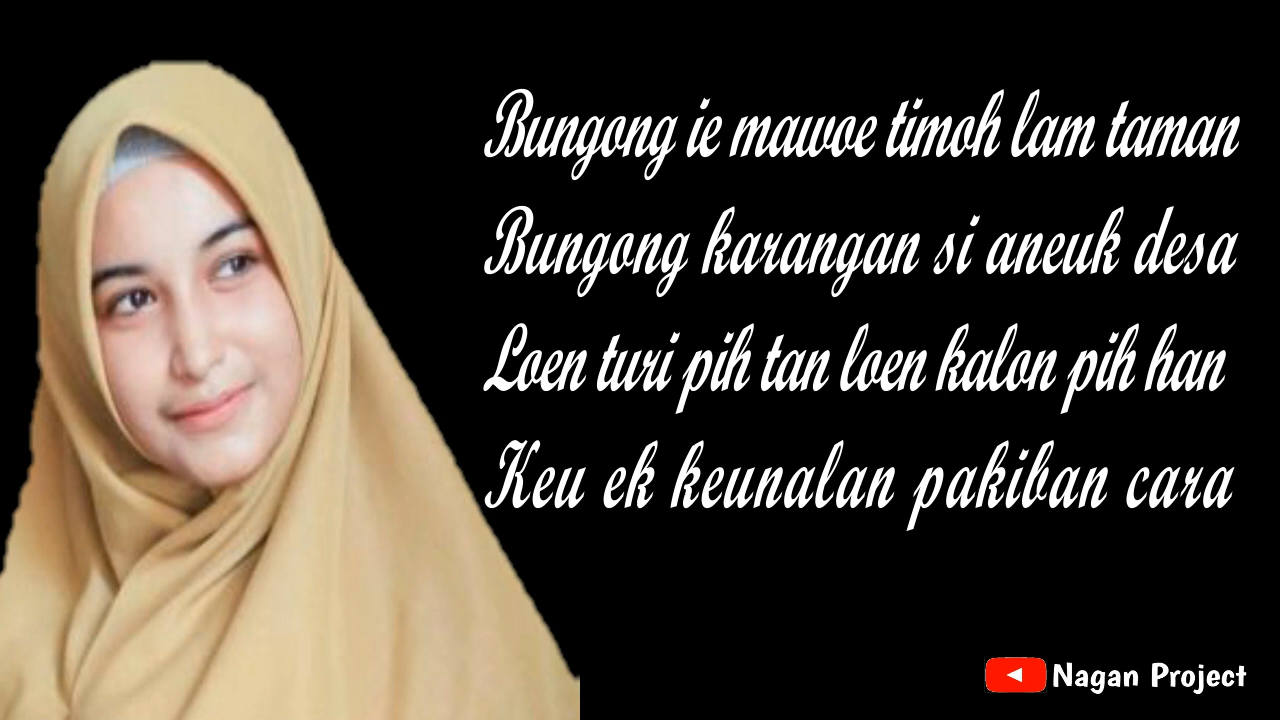 Bungong ie mawoe timoh lam taman
Bungong karangan si aneuk desa
Loen turi pih tan loen kalon pih han
Keu ek keunalan pakiban cara
Nagan Project